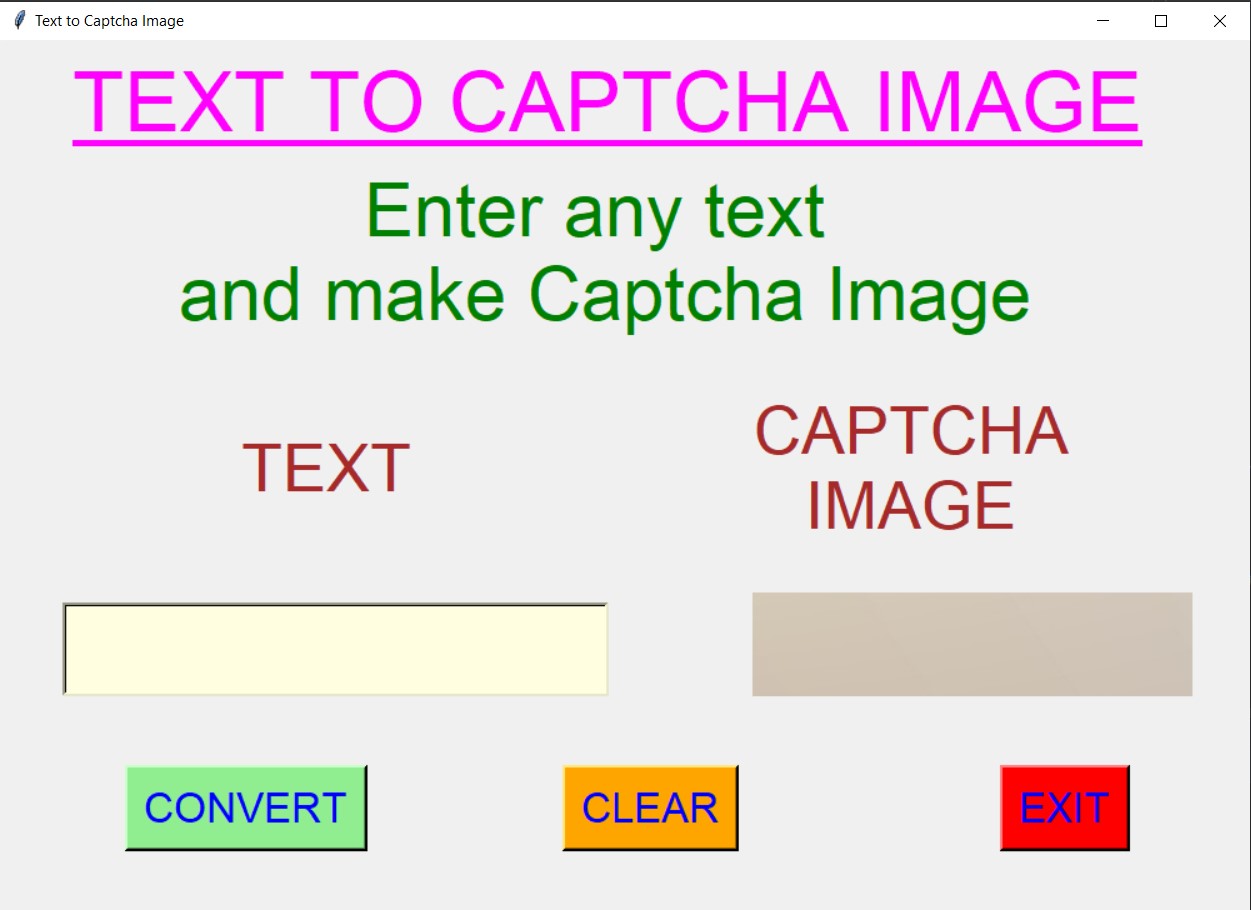 Text to Captcha Image
TEXT TO CAPTCHA IMAGE
Enter any text
and make Captcha Image
TEXT
CAPTCHA
IMAGE
CONVERT
CLEAR
EXIT